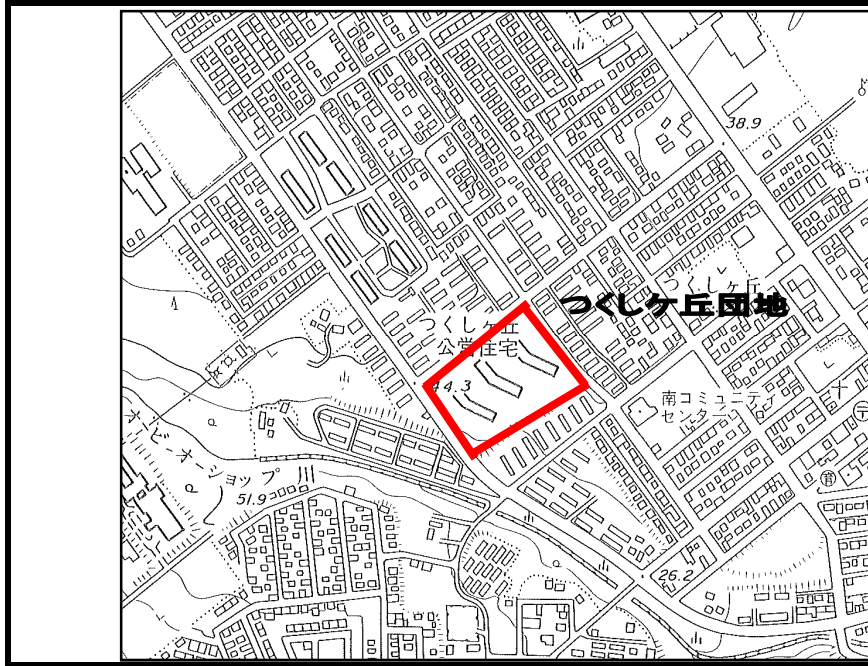 38.9
つくしヶ丘
つくしケ丘団地
つくしヶ丘
公営住宅
44.3
南コミュニティ
センター
オービーオーショップ川
51.9
26.2